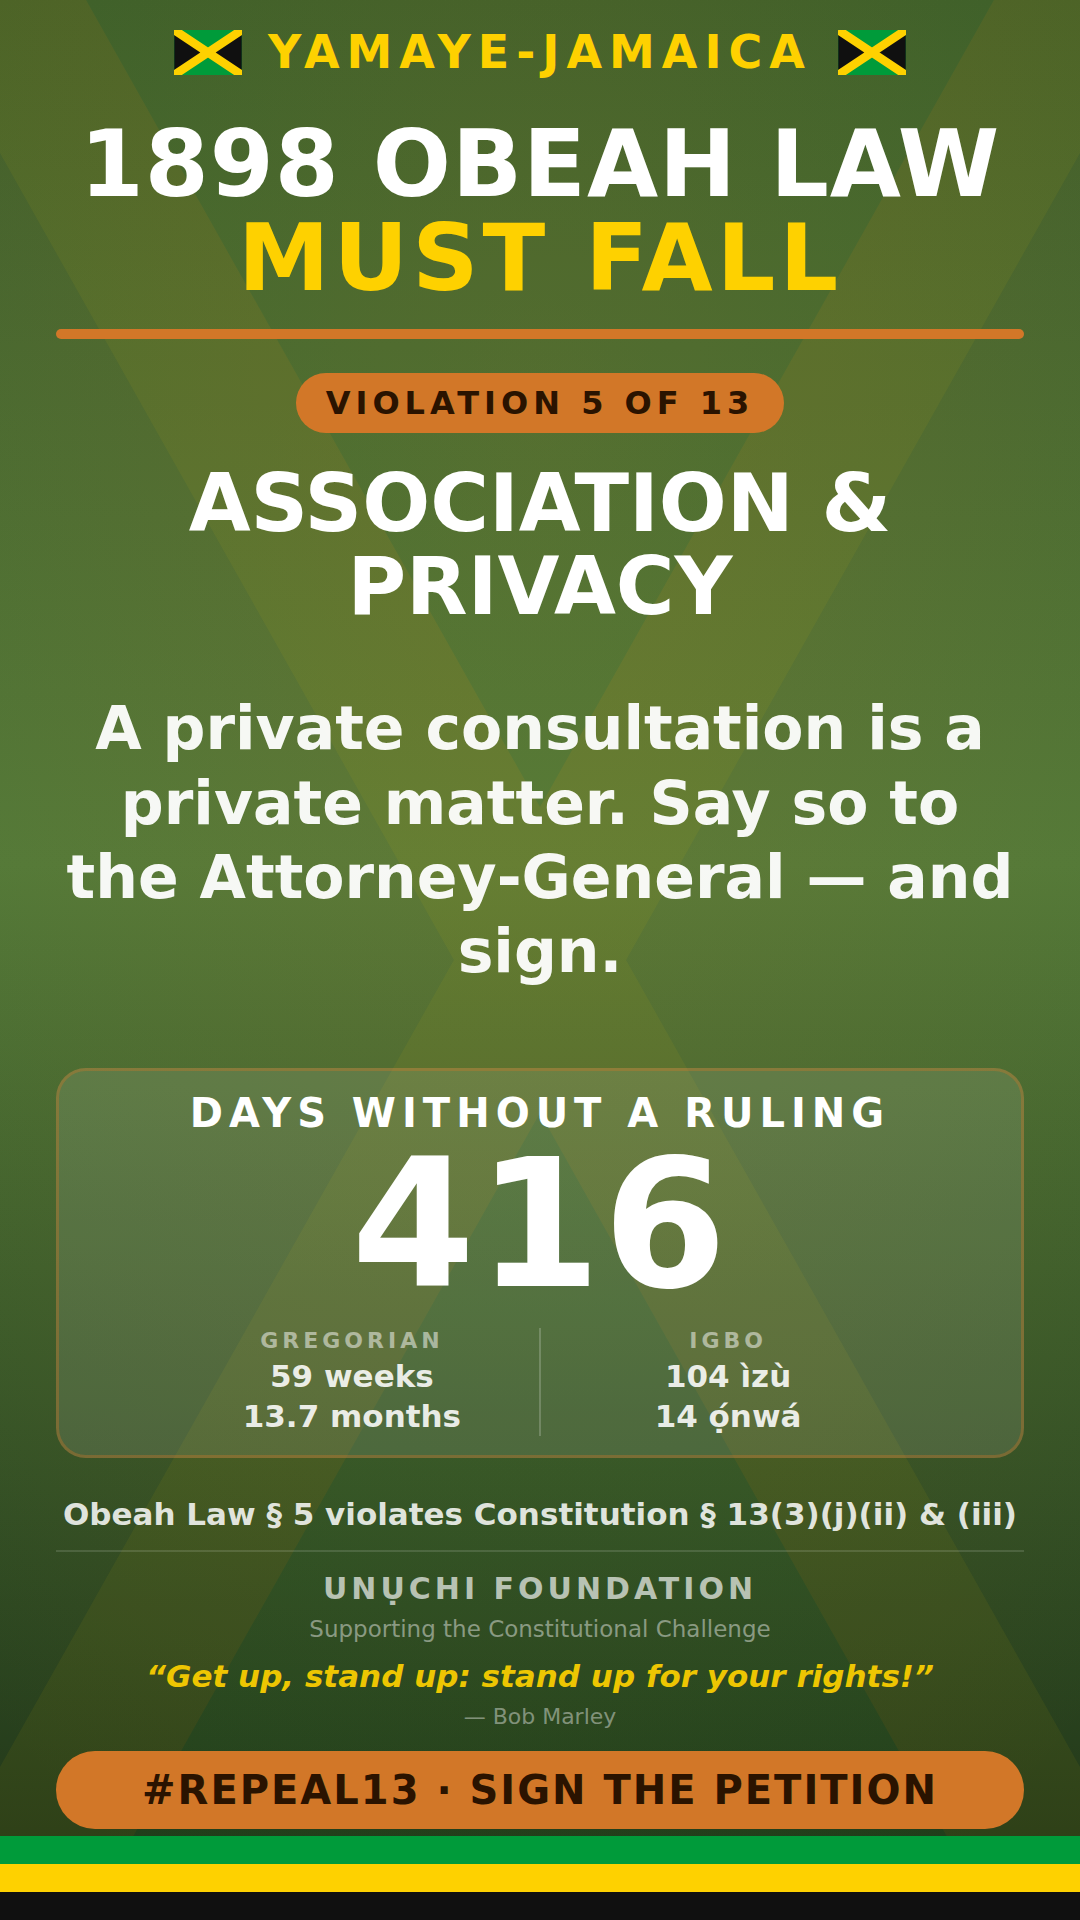 YAMAYE-JAMAICA
1898 OBEAH LAW
MUST FALL
VIOLATION 5 OF 13
ASSOCIATION &
PRIVACY
A private consultation is a
private matter. Say so to
the Attorney-General — and
sign.
DAYS WITHOUT A RULING
416
GREGORIAN
59 weeks
13.7 months
IGBO
104 ìzù
14 ọ́nwá
Obeah Law § 5 violates Constitution § 13(3)(j)(ii) & (iii)
UNỤCHI FOUNDATION
Supporting the Constitutional Challenge
“Get up, stand up: stand up for your rights!”
— Bob Marley
#REPEAL13 · SIGN THE PETITION